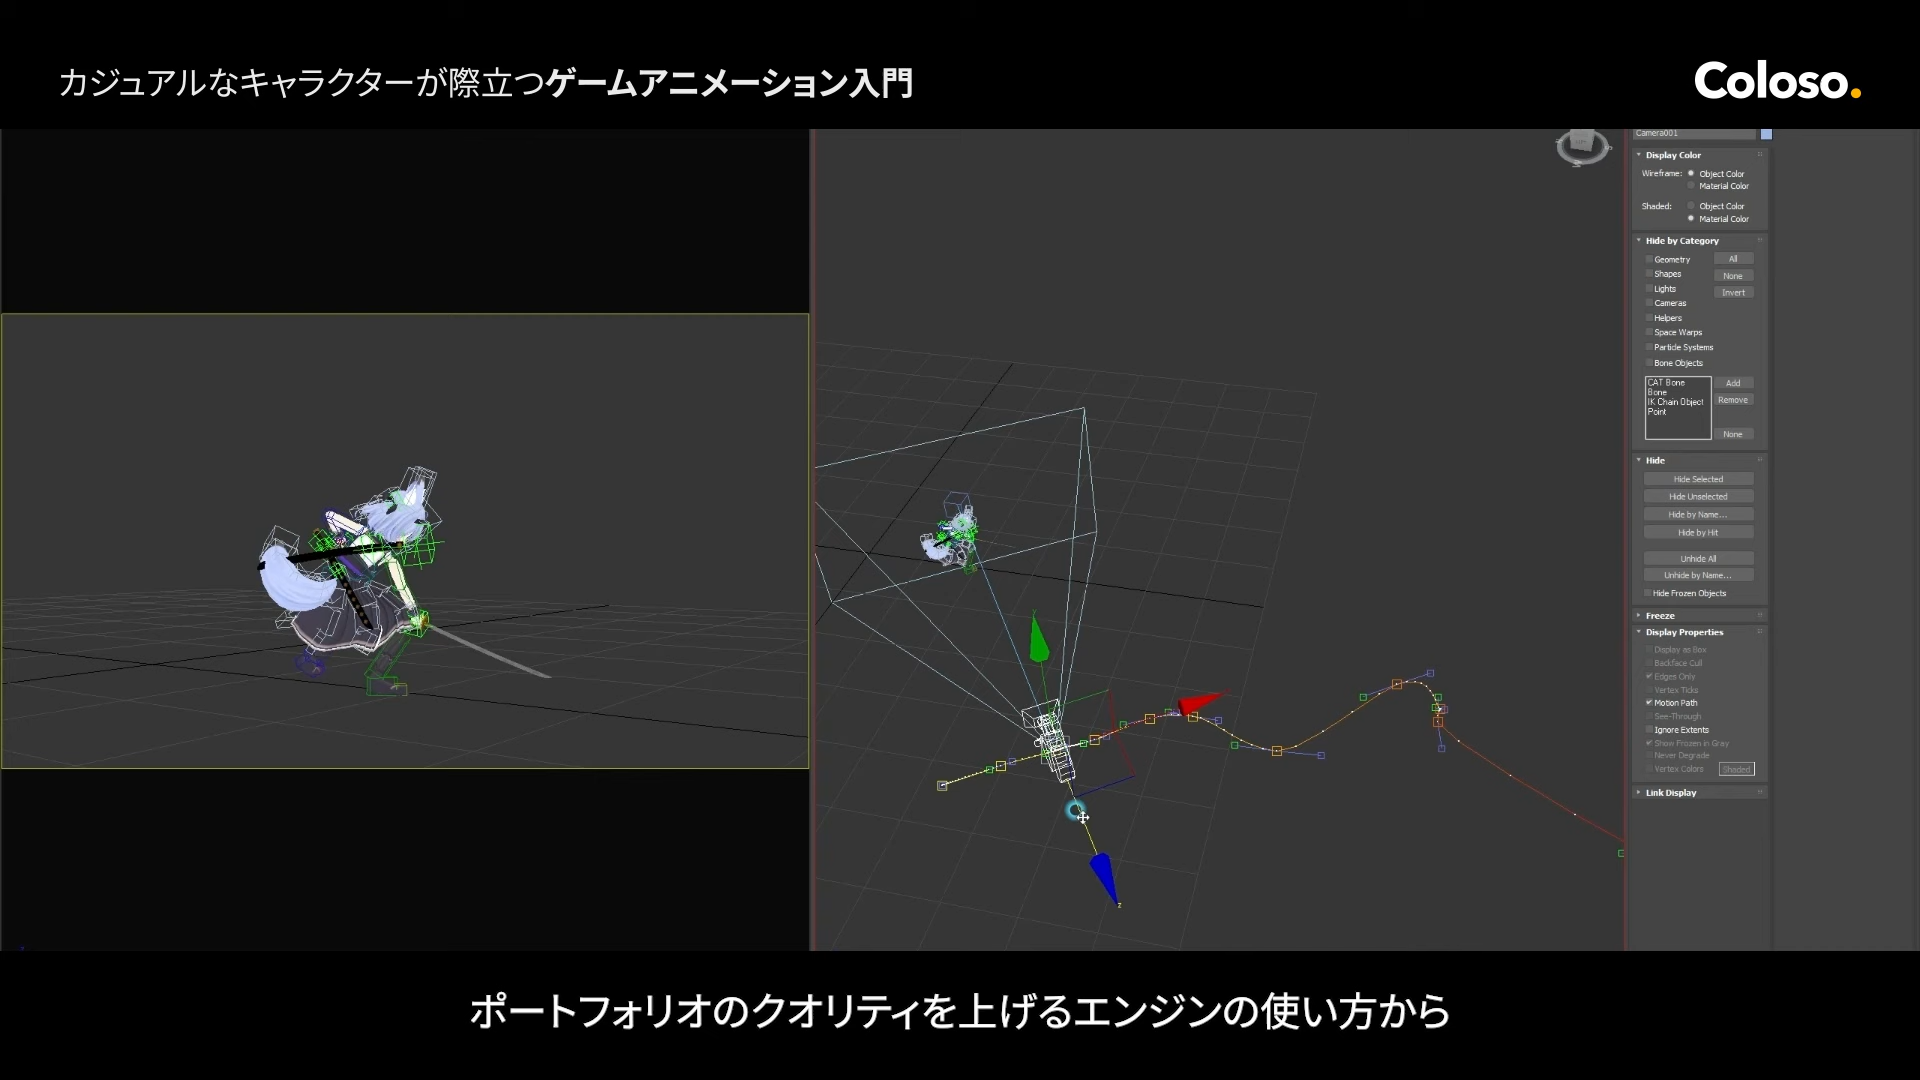 カジュアルなキャラクターが際立つゲームアニメーション入門
Coloso.
Camera001
Display Color
Wireframe: Object Color
Material Color
Shaded: Object Color
Material Color
Hide by Category
Geometry All
Shapes None
Lights Invert
Cameras
Helpers
Space Warps
Particle Systems
Bone Objects
CAT Bone Add
Bone
IK Chain Object Remove
Point
None
Hide
Hide Selected
Hide Unselected
Hide by Name...
Hide by Hit
Unhide All
Unhide by Name...
Hide Frozen Objects
Freeze
Display Properties
Display as Box
Backface Cull
Edges Only
Vertex Ticks
Motion Path
See-Through
Ignore Extents
Show Frozen in Gray
Never Degrade
Vertex Colors Shaded
Link Display
ポートフォリオのクオリティを上げるエンジンの使い方から